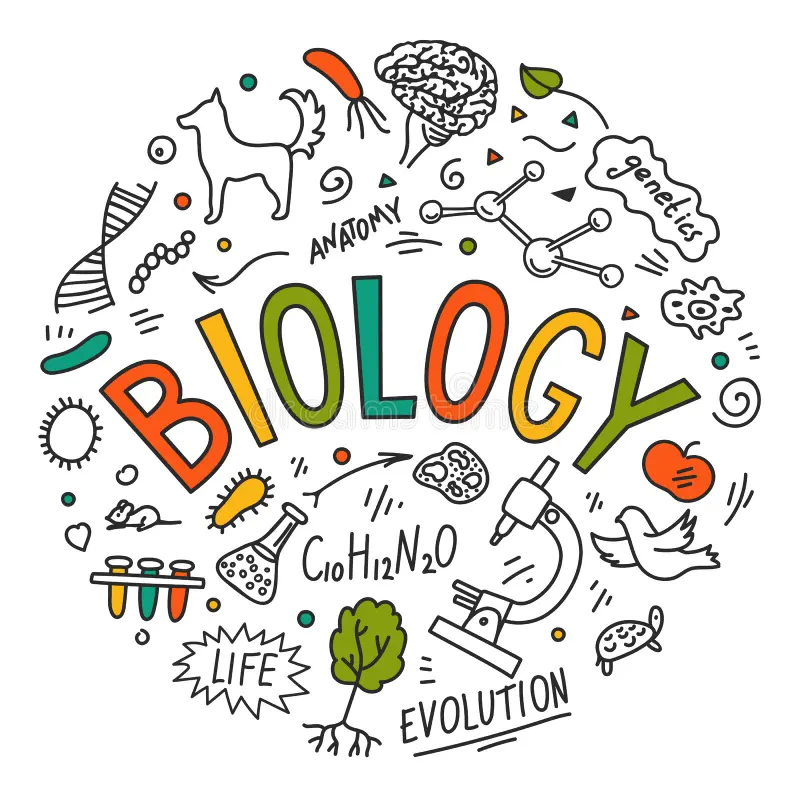 genetics
ANATOMY
BIOLOGY
C10H12N2O
LIFE
EVOLUTION